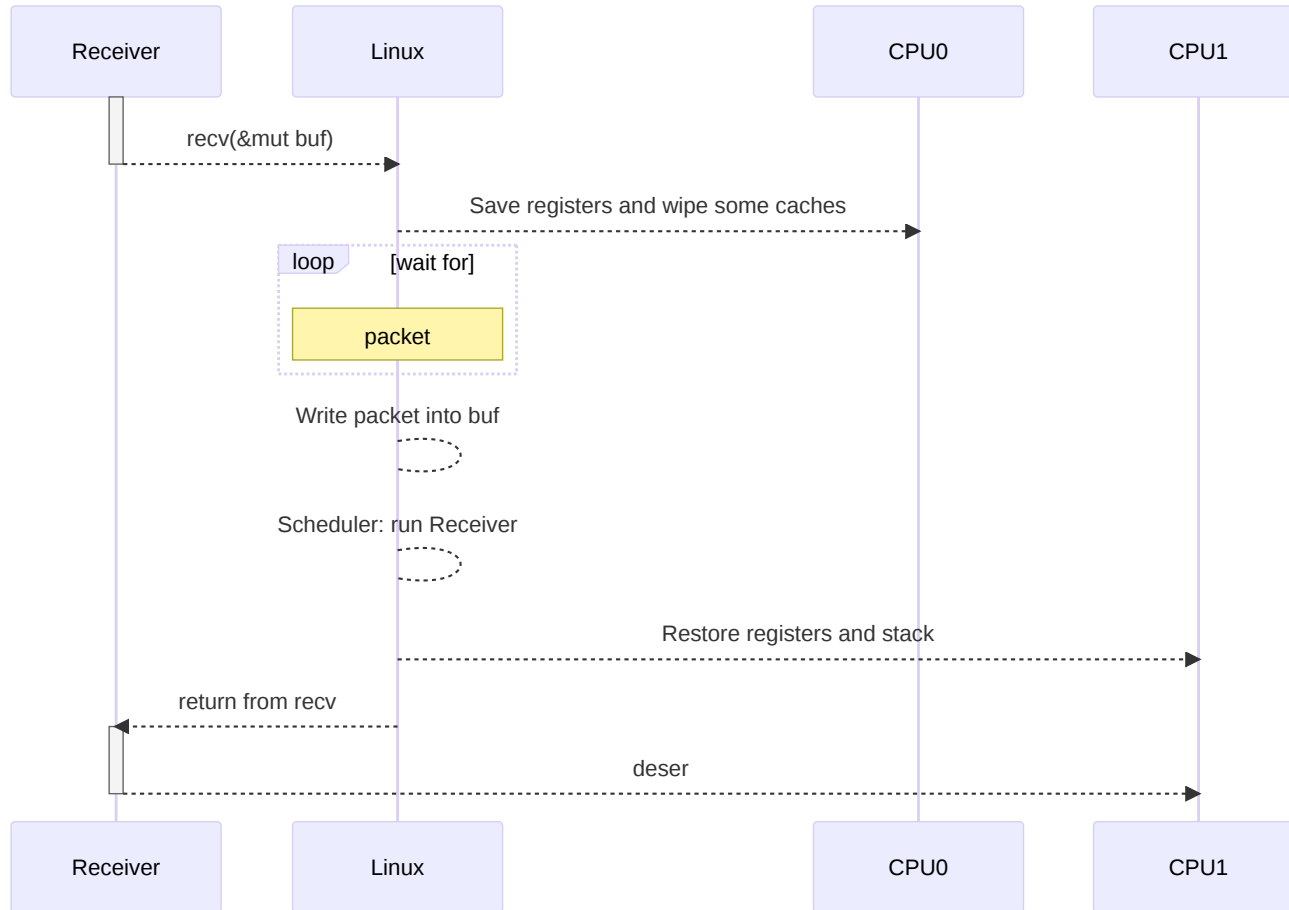 Receiver
Linux
CPU0
CPU1
recv(&mut buf)
Save registers and wipe some caches
loop
[wait for]
packet
Write packet into buf
Scheduler: run Receiver
Restore registers and stack
return from recv
deser
Receiver
Linux
CPU0
CPU1